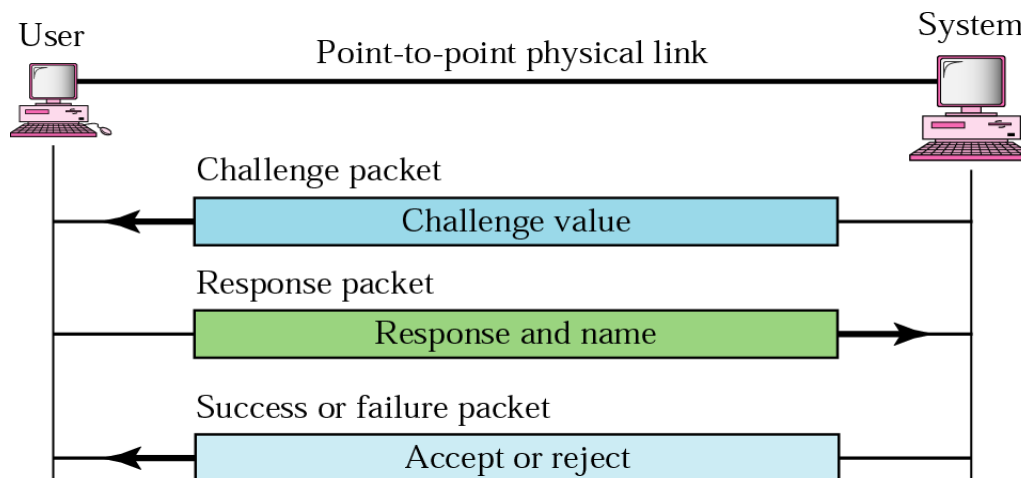 User
System
Point-to-point physical link
Challenge packet
Challenge value
Response packet
Response and name
Success or failure packet
Accept or reject